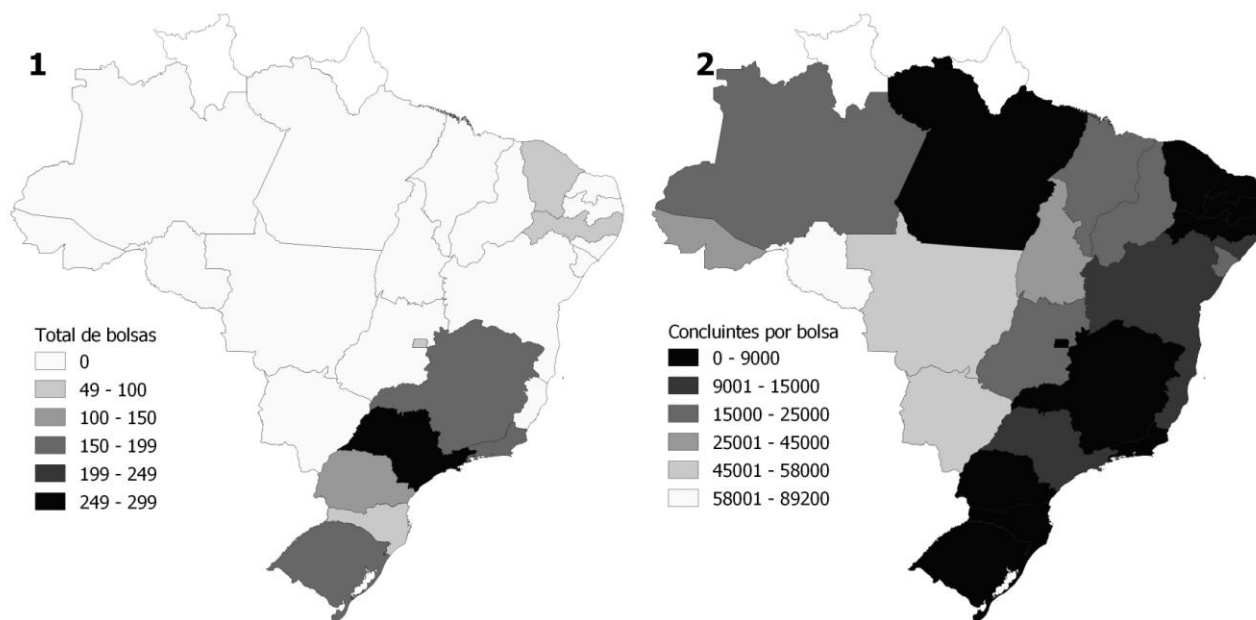 1
Total de bolsas
0
49 - 100
100 - 150
150 - 199
199 - 249
249 - 299
2
Concluintes por bolsa
0 - 9000
9001 - 15000
15000 - 25000
25001 - 45000
45001 - 58000
58001 - 89200